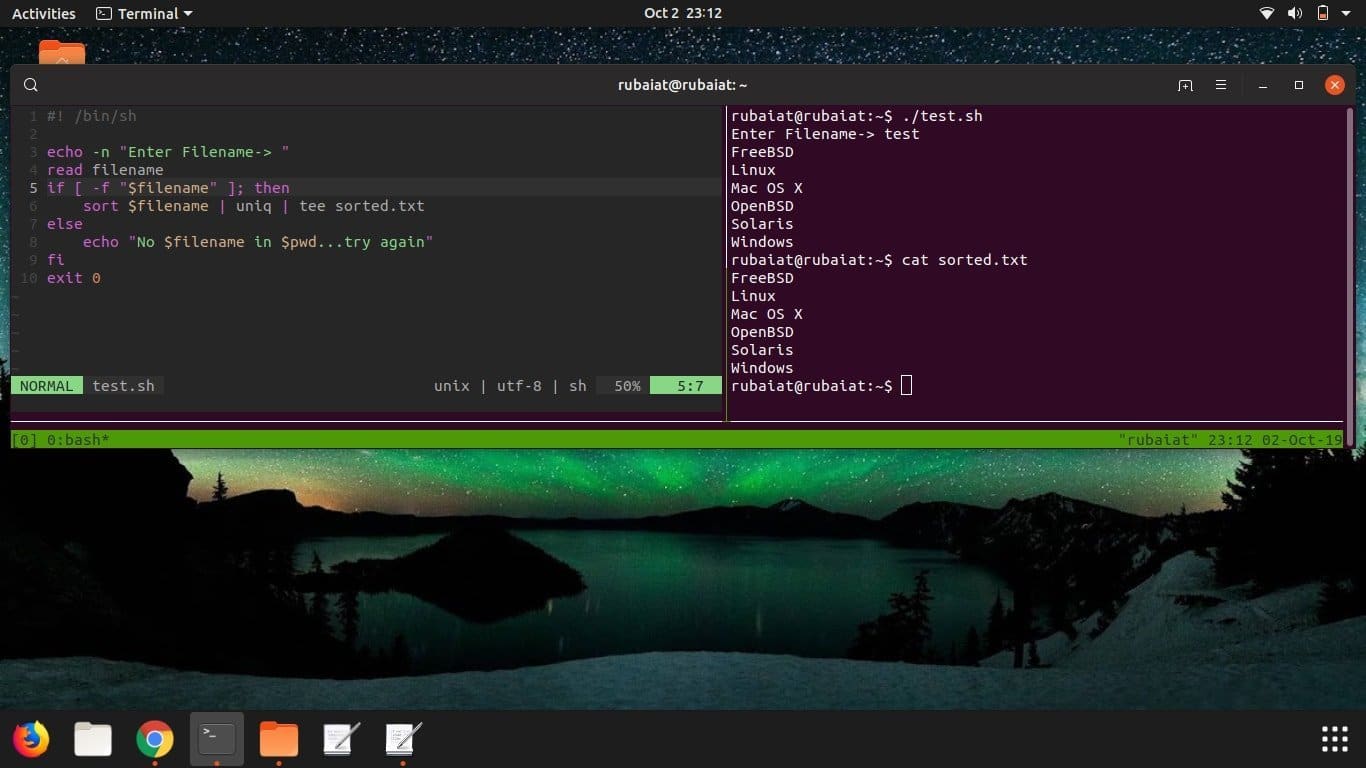 Activities Terminal Oct 2 23:12
rubaiat@rubaiat: ~
1 #! /bin/sh
2
3 echo -n "Enter Filename-> "
4 read filename
5 if [ -f "$filename" ]; then
6 sort $filename | uniq | tee sorted.txt
7 else
8 echo "No $filename in $pwd...try again"
9 fi
10 exit 0
~
~
~
~
~
NORMAL test.sh unix | utf-8 | sh 50% 5:7
rubaiat@rubaiat:~$ ./test.sh
Enter Filename-> test
FreeBSD
Linux
Mac OS X
OpenBSD
Solaris
Windows
rubaiat@rubaiat:~$ cat sorted.txt
FreeBSD
Linux
Mac OS X
OpenBSD
Solaris
Windows
rubaiat@rubaiat:~$
[0] 0:bash* "rubaiat" 23:12 02-Oct-19